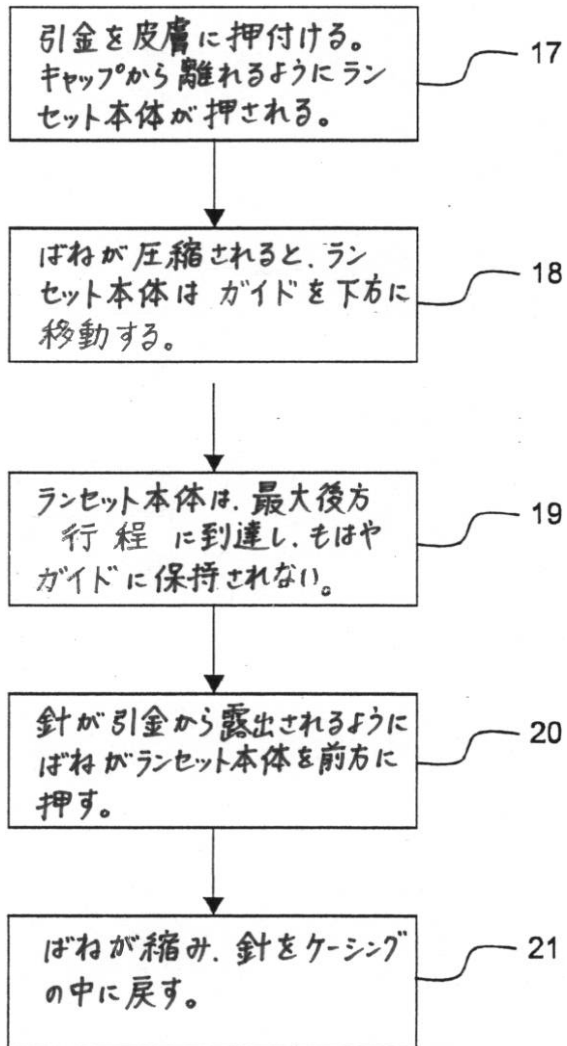 引金を皮膚に押付ける。
キャップから離れるようにラン
セット本体が押される。
17
ばねが圧縮されると、ラン
セット本体は ガイドを下方に
移動する。
18
ランセット本体は、最大後方
行程 に到達し、もはや
ガイドに保持されない。
19
針が引金から露出されるように
ばねがランセット本体を前方に
押す。
20
ばねが縮み、針をケーシング
の中に戻す。
21